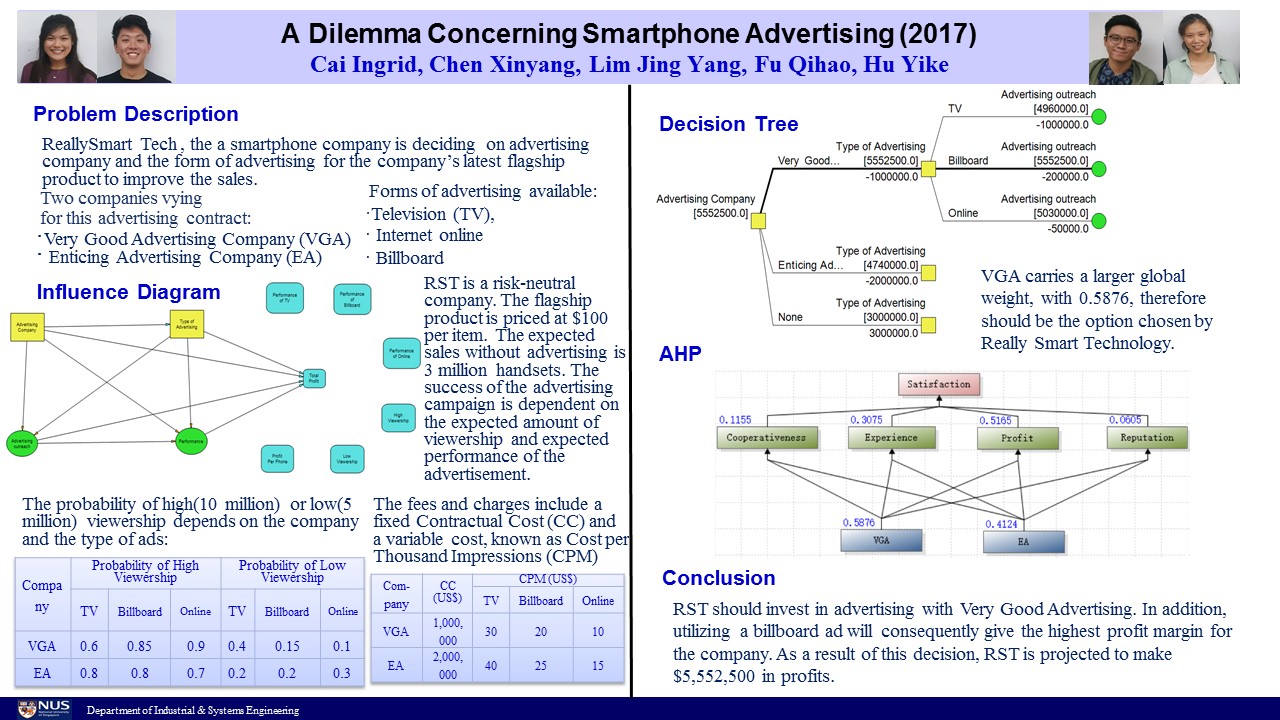 A Dilemma Concerning Smartphone Advertising (2017)
Cai Ingrid, Chen Xinyang, Lim Jing Yang, Fu Qihao, Hu Yike
Problem Description
ReallySmart Tech , the a smartphone company is deciding on advertising
company and the form of advertising for the company's latest flagship
product to improve the sales.
Two companies vying
for this advertising contract:
· Very Good Advertising Company (VGA)
· Enticing Advertising Company (EA)
Forms of advertising available:
· Television (TV),
· Internet online
· Billboard
Influence Diagram
Advertising
Company
Type of
Advertising
Performance
of TV
Performance
of
Billboard
Performance
of Online
Total
Profit
High
Viewership
Advertising
outreach
Performance
Profit
Per Phone
Low
Viewership
RST is a risk-neutral
company. The flagship
product is priced at $100
per item. The expected
sales without advertising is
3 million handsets. The
success of the advertising
campaign is dependent on
the expected amount of
viewership and expected
performance of the
advertisement.
The probability of high(10 million) or low(5
million) viewership depends on the company
and the type of ads:
Compa
ny
Probability of High
Viewership
Probability of Low
Viewership
TV Billboard Online TV Billboard Online
VGA 0.6 0.85 0.9 0.4 0.15 0.1
EA 0.8 0.8 0.7 0.2 0.2 0.3
The fees and charges include a
fixed Contractual Cost (CC) and
a variable cost, known as Cost per
Thousand Impressions (CPM)
Com-
pany
CC
(US$)
CPM (US$)
TV Billboard Online
VGA 1,000,
000 30 20 10
EA 2,000,
000 40 25 15
Decision Tree
Advertising Company
[5552500.0]
Very Good...
Type of Advertising
[5552500.0]
-1000000.0
TV
Advertising outreach
[4960000.0]
-1000000.0
Billboard
Advertising outreach
[5552500.0]
-200000.0
Online
Advertising outreach
[5030000.0]
-50000.0
Enticing Ad...
Type of Advertising
[4740000.0]
-2000000.0
None
Type of Advertising
[3000000.0]
3000000.0
VGA carries a larger global
weight, with 0.5876, therefore
should be the option chosen by
Really Smart Technology.
AHP
Satisfaction
0.1155 0.3075 0.5165 0.0605
Cooperativeness Experience Profit Reputation
0.5876 0.4124
VGA EA
Conclusion
RST should invest in advertising with Very Good Advertising. In addition,
utilizing a billboard ad will consequently give the highest profit margin for
the company. As a result of this decision, RST is projected to make
$5,552,500 in profits.
NUS
National University
of Singapore
Department of Industrial & Systems Engineering